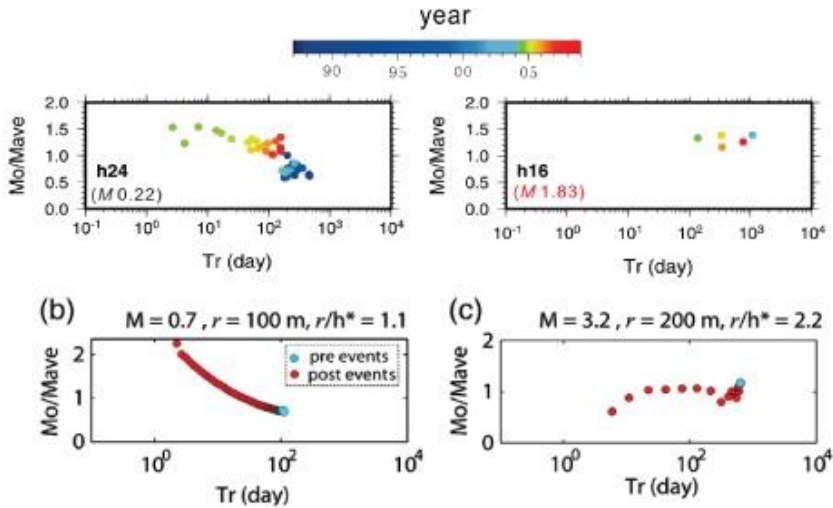 year
90 95 00 05
Mo/Mave
2.0
1.5
1.0
0.5
0.0
h24
(M 0.22)
10⁻¹ 10⁰ 10¹ 10² 10³ 10⁴
Tr (day)
Mo/Mave
2.0
1.5
1.0
0.5
0.0
h16
(M 1.83)
10⁻¹ 10⁰ 10¹ 10² 10³ 10⁴
Tr (day)
(b)
M = 0.7 , r = 100 m, r/h* = 1.1
Mo/Mave
2
1
0
pre events
post events
10⁰ 10² 10⁴
Tr (day)
(c)
M = 3.2 , r = 200 m, r/h* = 2.2
Mo/Mave
2
1
0
10⁰ 10² 10⁴
Tr (day)